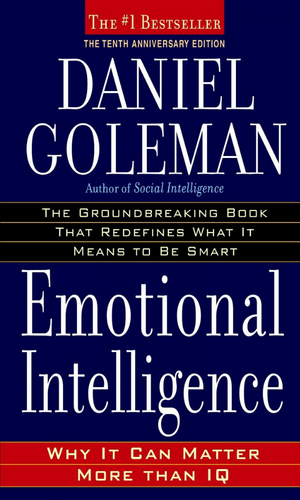 THE #1 BESTSELLER
THE TENTH ANNIVERSARY EDITION
DANIEL
GOLEMAN
Author of Social Intelligence
THE GROUNDBREAKING BOOK
THAT REDEFINES WHAT IT
MEANS TO BE SMART
Emotional
Intelligence
WHY IT CAN MATTER
MORE THAN IQ